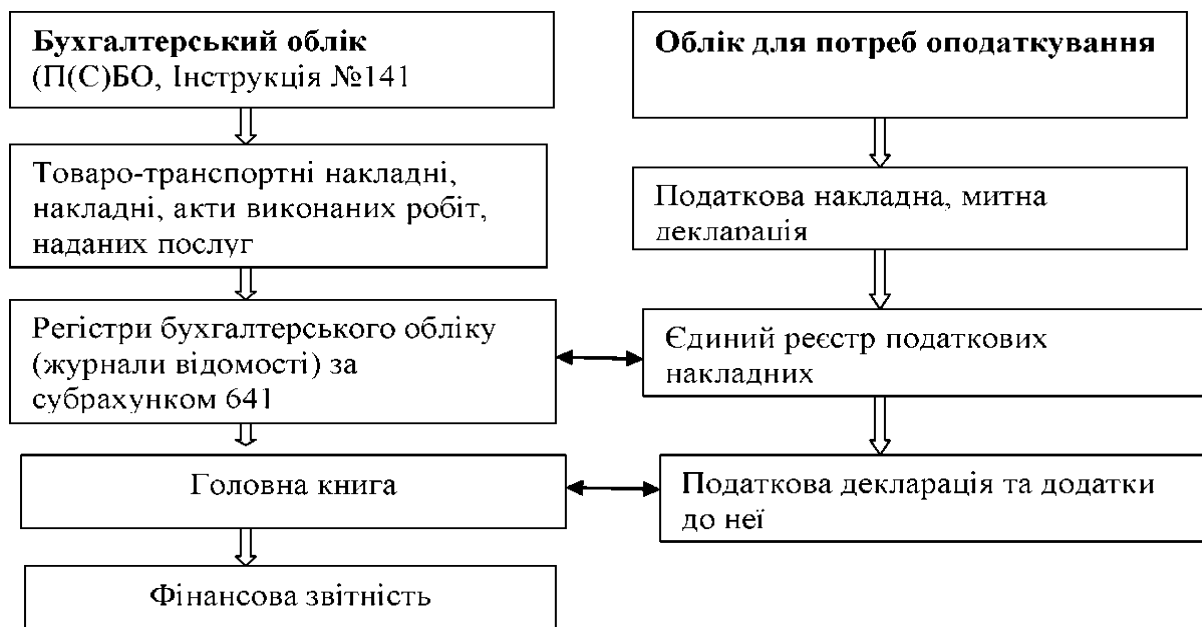 Бухгалтерський облік
(П(С)БО, Інструкція №141
Товаро-транспортні накладні,
накладні, акти виконаних робіт,
наданих послуг
Регістри бухгалтерського обліку
(журнали відомості) за
субрахунком 641
Головна книга
Фінансова звітність
Облік для потреб оподаткування
Податкова накладна, митна
декларація
Єдиний реєстр податкових
накладних
Податкова декларація та додатки
до неї